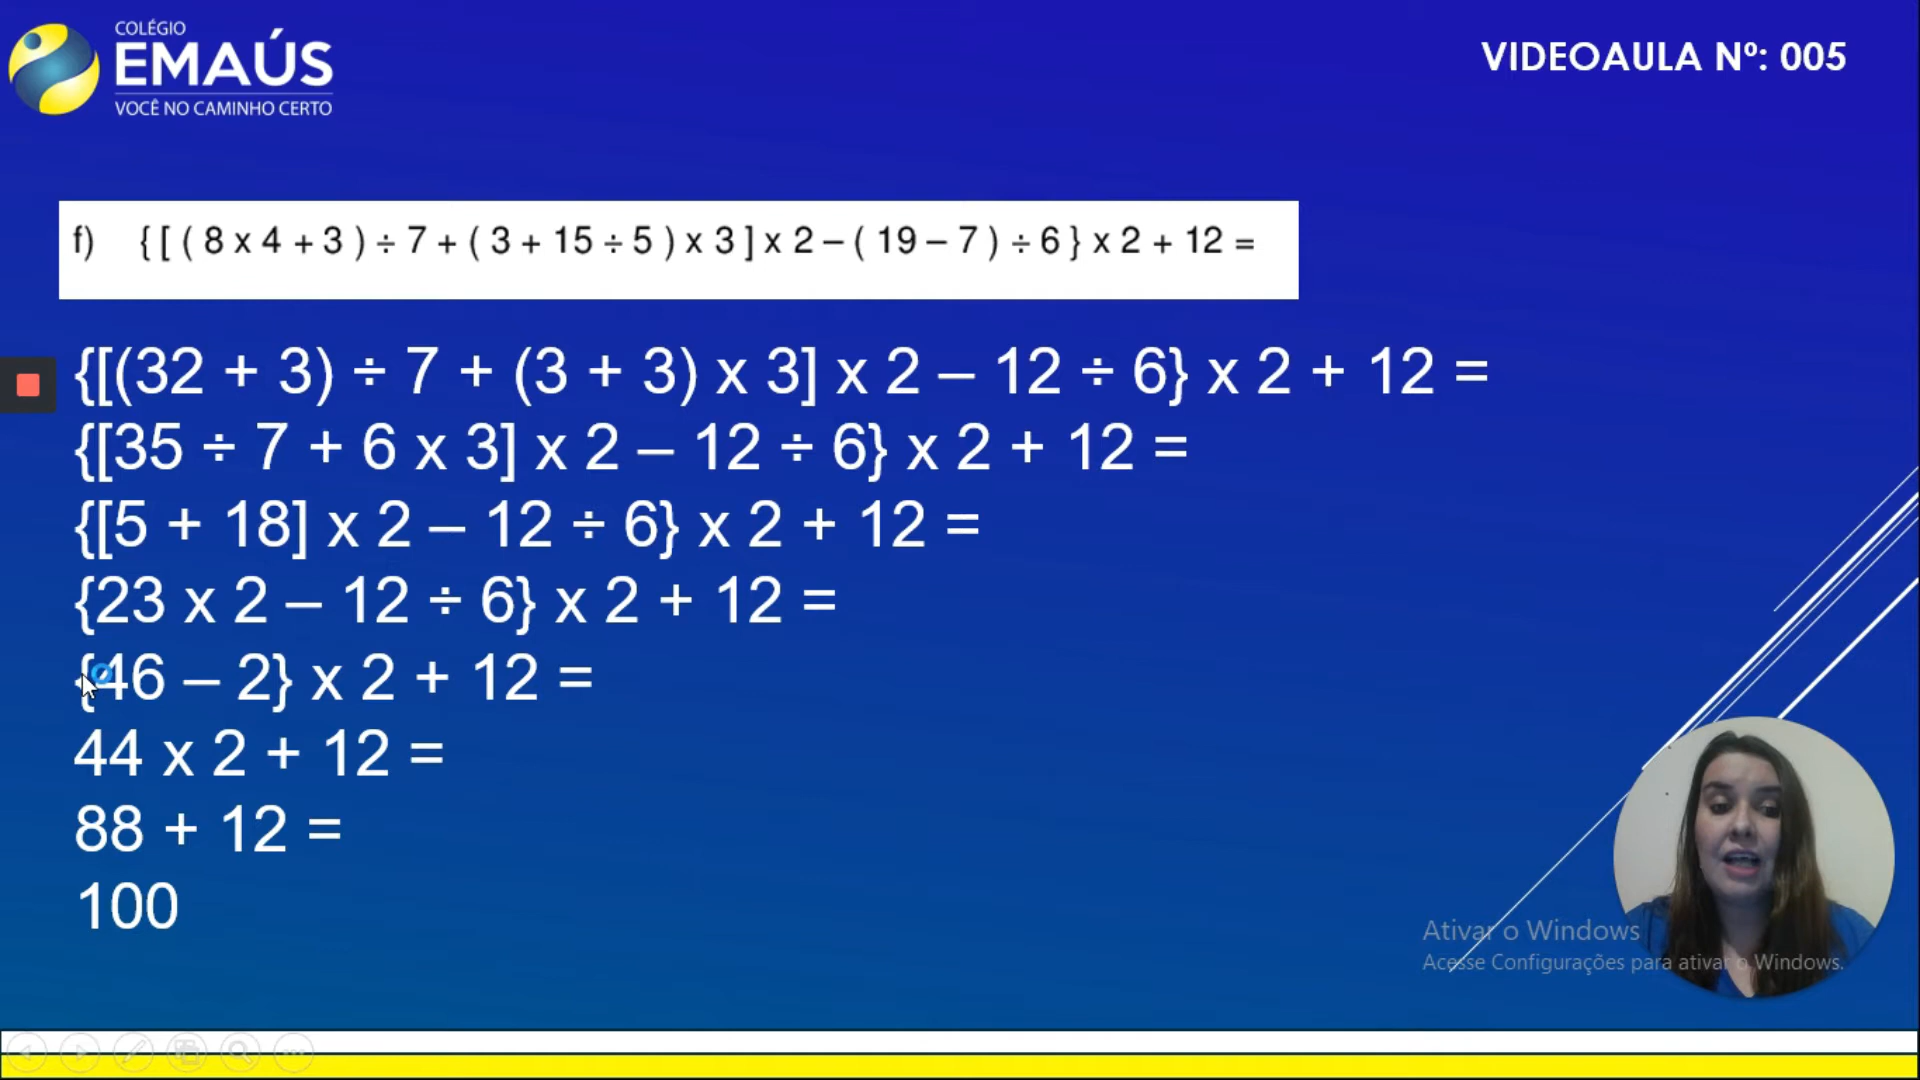 COLÉGIO
EMAÚS
VOCÊ NO CAMINHO CERTO
VIDEOAULA Nº: 005
f) { [ ( 8 x 4 + 3 ) ÷ 7 + ( 3 + 15 ÷ 5 ) x 3 ] x 2 – ( 19 – 7 ) ÷ 6 } x 2 + 12 =
{[(32 + 3) ÷ 7 + (3 + 3) x 3] x 2 – 12 ÷ 6} x 2 + 12 =
{[35 ÷ 7 + 6 x 3] x 2 – 12 ÷ 6} x 2 + 12 =
{[5 + 18] x 2 – 12 ÷ 6} x 2 + 12 =
{23 x 2 – 12 ÷ 6} x 2 + 12 =
{46 – 2} x 2 + 12 =
44 x 2 + 12 =
88 + 12 =
100
Ativar o Windows
Acesse Configurações para ativar o Windows.